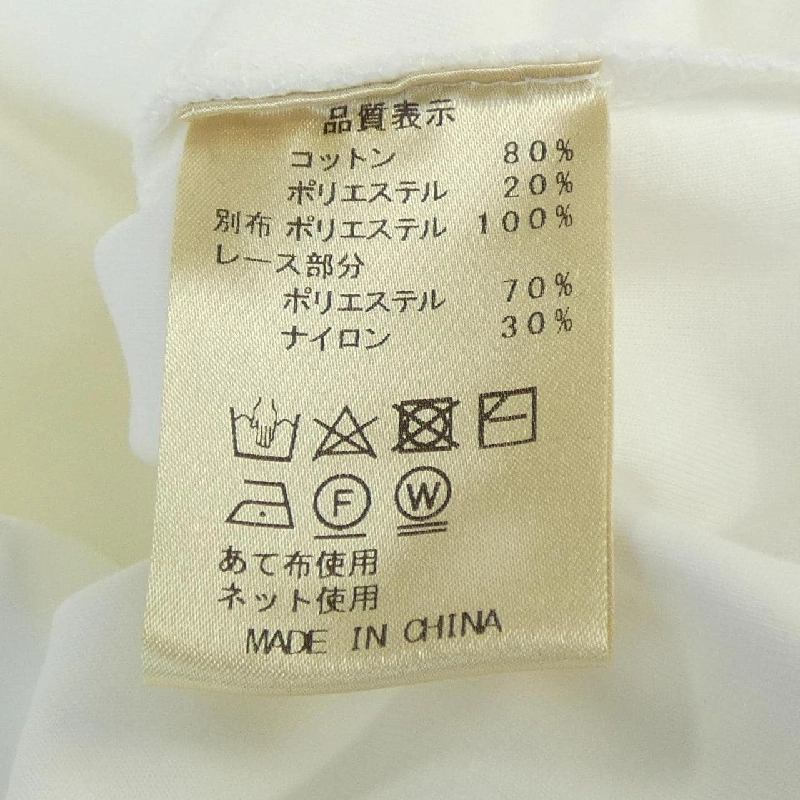 品質表示
コットン 80%
ポリエステル 20%
別布 ポリエステル 100%
レース部分
ポリエステル 70%
ナイロン 30%
F W
あて布使用
ネット使用
MADE IN CHINA